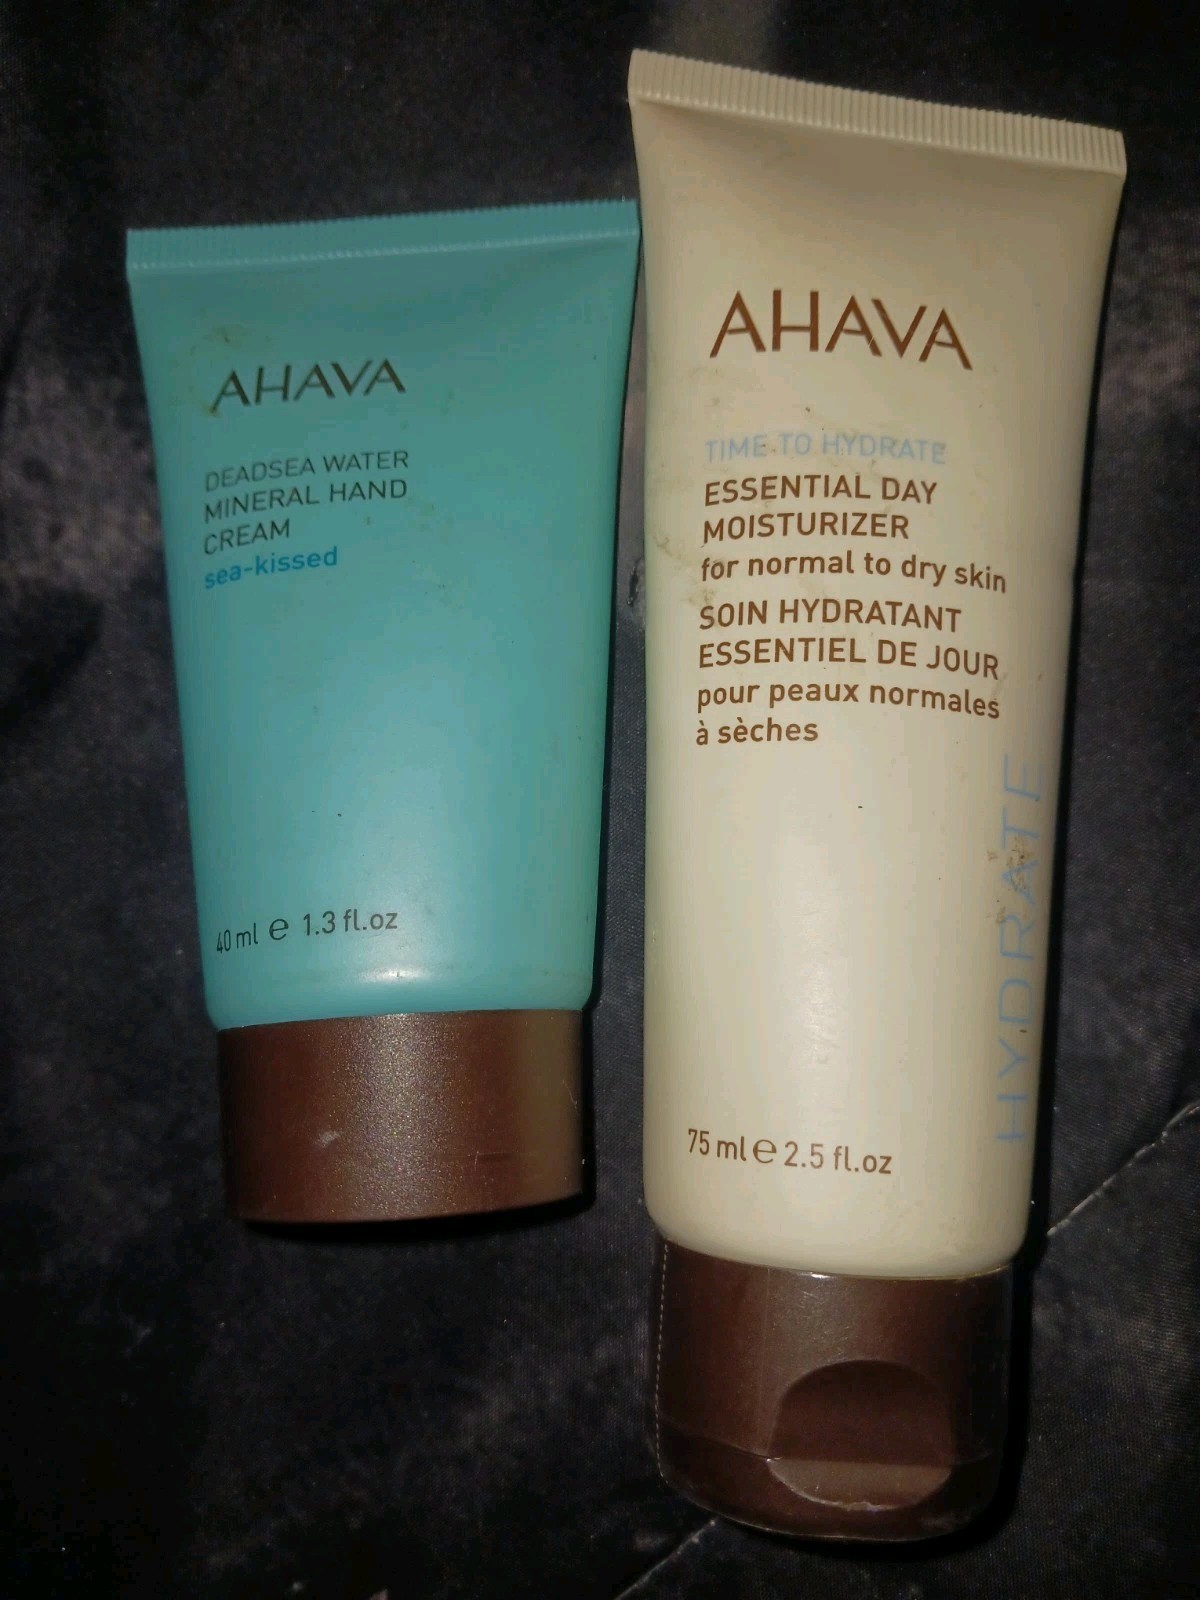 AHAVA
DEADSEA WATER
MINERAL HAND
CREAM
sea-kissed
40 ml e 1.3 fl.oz
AHAVA
TIME TO HYDRATE
ESSENTIAL DAY
MOISTURIZER
for normal to dry skin
SOIN HYDRATANT
ESSENTIEL DE JOUR
pour peaux normales
à sèches
HYDRATE
75 ml e 2.5 fl.oz